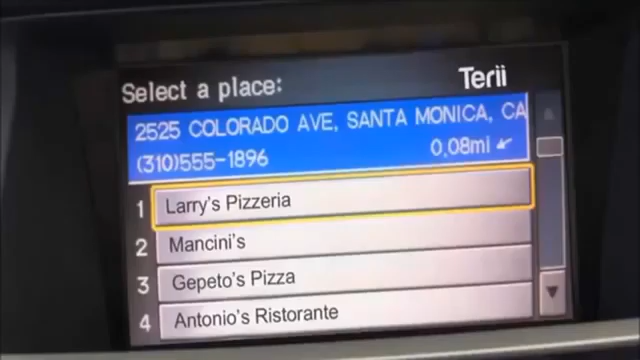 Select a place: Terii
2525 COLORADO AVE, SANTA MONICA, CA
(310)555-1896 0.08mi
1 Larry's Pizzeria
2 Mancini's
3 Gepeto's Pizza
4 Antonio's Ristorante